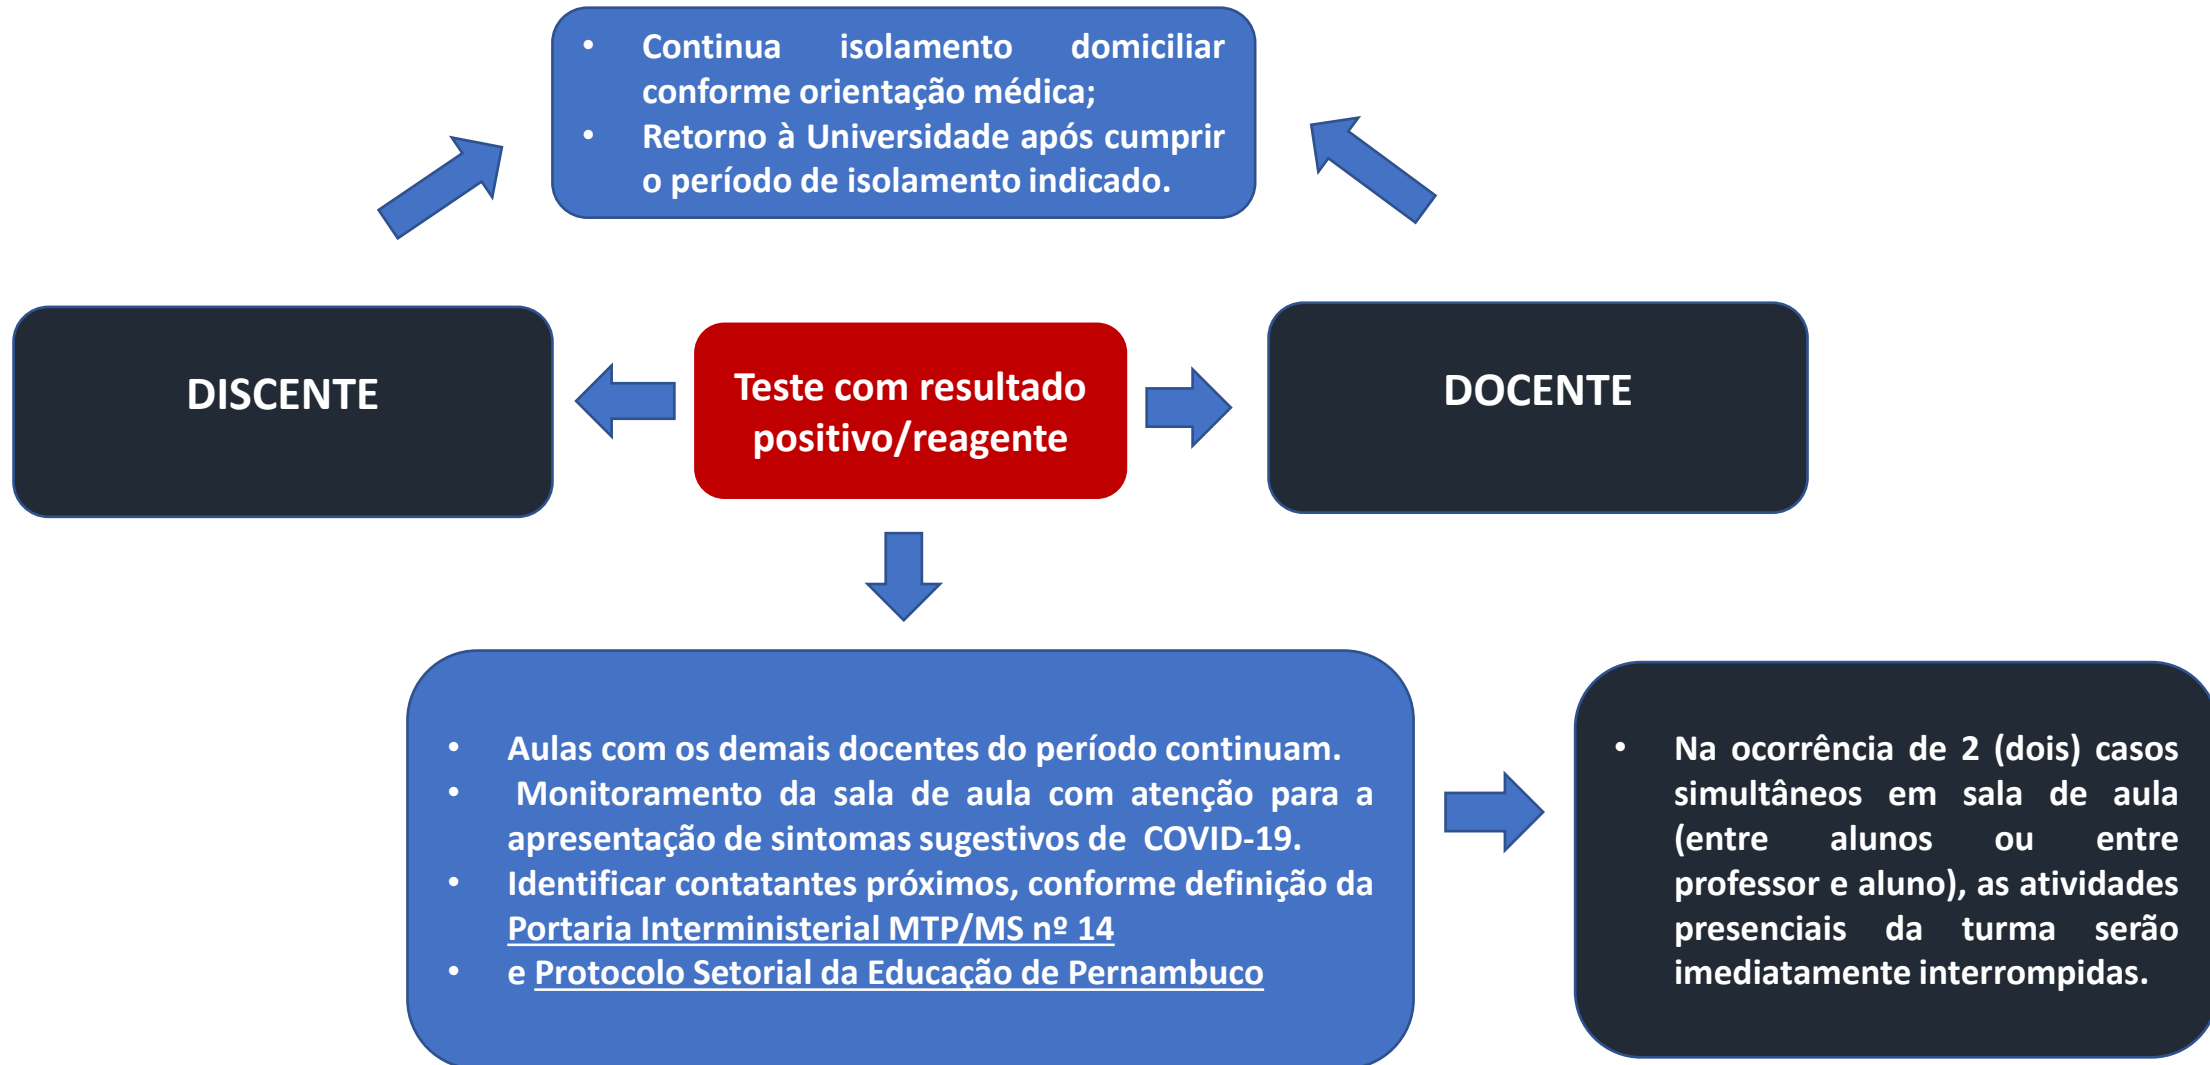 • Continua isolamento domiciliar
conforme orientação médica;
• Retorno à Universidade após cumprir
o período de isolamento indicado.
DISCENTE
Teste com resultado
positivo/reagente
DOCENTE
• Aulas com os demais docentes do período continuam.
• Monitoramento da sala de aula com atenção para a
apresentação de sintomas sugestivos de COVID-19.
• Identificar contatantes próximos, conforme definição da
Portaria Interministerial MTP/MS nº 14
• e Protocolo Setorial da Educação de Pernambuco
• Na ocorrência de 2 (dois) casos
simultâneos em sala de aula
(entre alunos ou entre
professor e aluno), as atividades
presenciais da turma serão
imediatamente interrompidas.